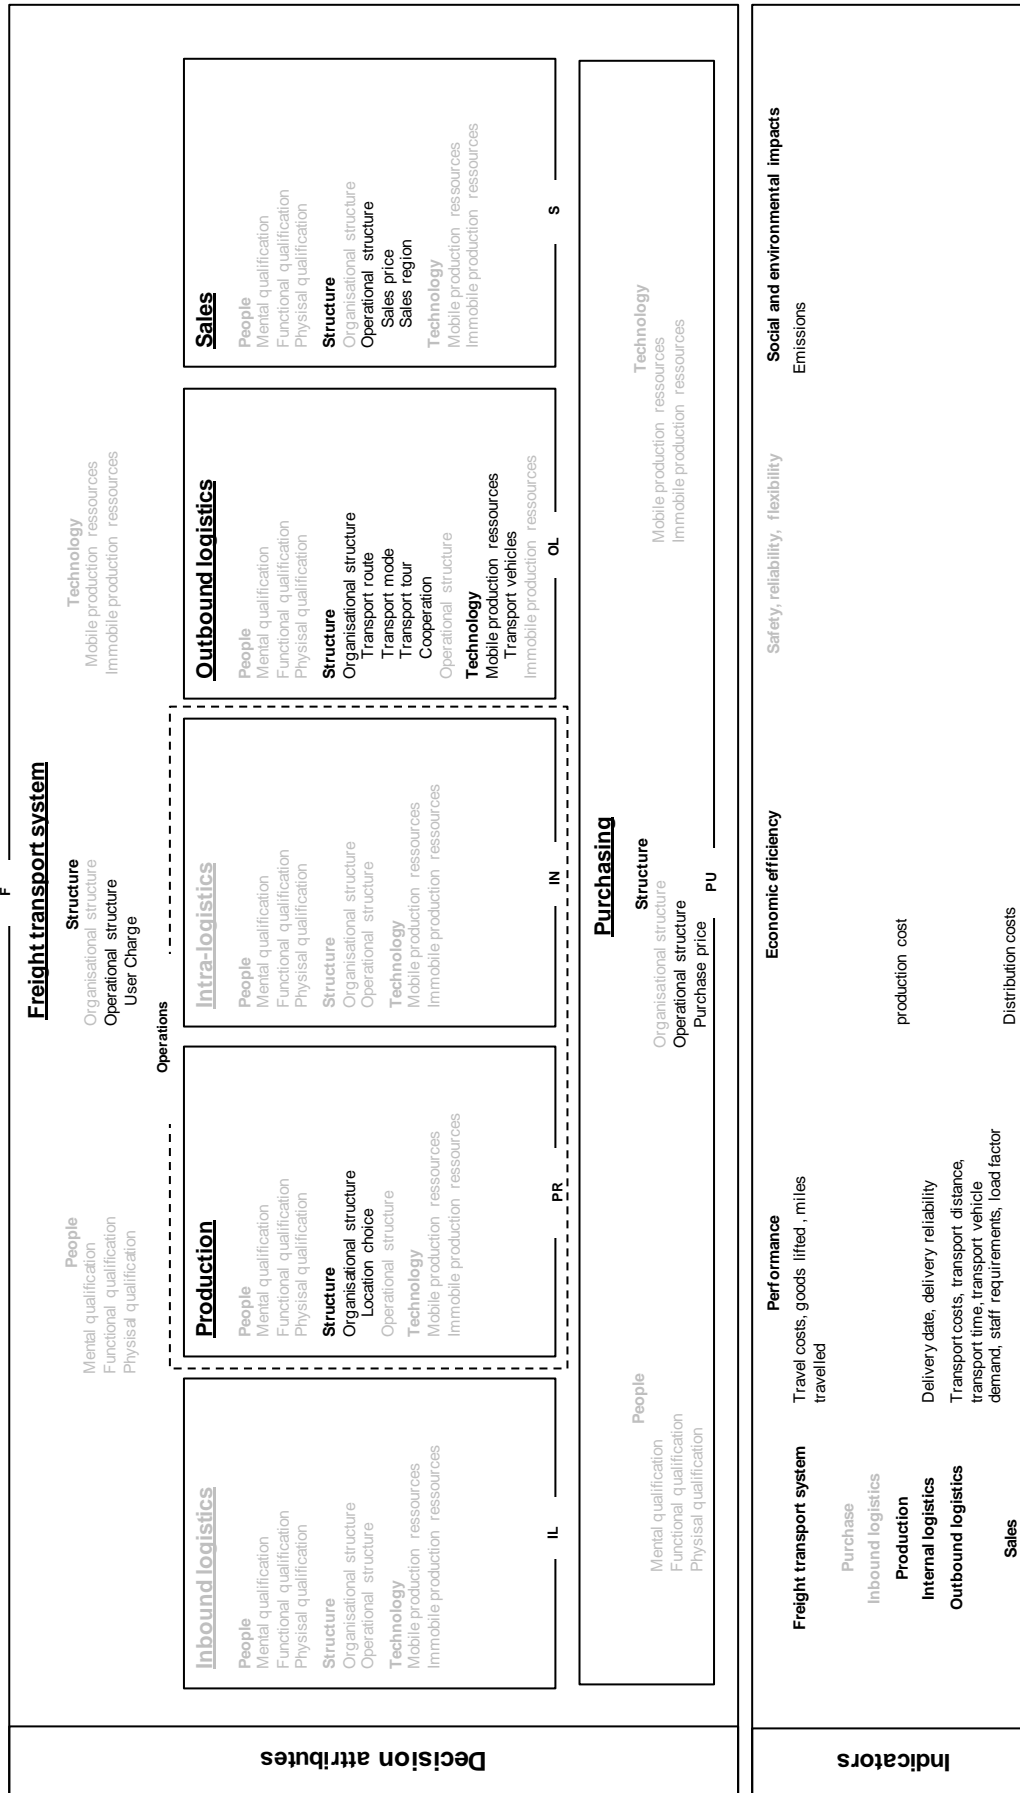 F
Freight transport system
People
Mental qualification
Functional qualification
Physisal qualification
Structure
Organisational structure
Operational structure
User Charge
Technology
Mobile production ressources
Immobile production ressources
Operations
Inbound logistics
People
Mental qualification
Functional qualification
Physisal qualification
Structure
Organisational structure
Operational structure
Technology
Mobile production ressources
Immobile production ressources
IL
Production
People
Mental qualification
Functional qualification
Physisal qualification
Structure
Organisational structure
Location choice
Operational structure
Technology
Mobile production ressources
Immobile production ressources
PR
Intra-logistics
People
Mental qualification
Functional qualification
Physisal qualification
Structure
Organisational structure
Operational structure
Technology
Mobile production ressources
Immobile production ressources
IN
Outbound logistics
People
Mental qualification
Functional qualification
Physisal qualification
Structure
Organisational structure
Transport route
Transport mode
Transport tour
Cooperation
Operational structure
Technology
Mobile production ressources
Transport vehicles
Immobile production ressources
OL
Sales
People
Mental qualification
Functional qualification
Physisal qualification
Structure
Organisational structure
Operational structure
Sales price
Sales region
Technology
Mobile production ressources
Immobile production ressources
S
Purchasing
People
Mental qualification
Functional qualification
Physisal qualification
Structure
Organisational structure
Operational structure
Purchase price
Technology
Mobile production ressources
Immobile production ressources
PU
Decision attributes
Performance
Economic efficiency
Safety, reliability, flexibility
Social and environmental impacts
Freight transport system
Travel costs, goods lifted , miles
travelled
Emissions
Purchase
Inbound logistics
Production
production cost
Internal logistics
Delivery date, delivery reliability
Outbound logistics
Transport costs, transport distance,
transport time, transport vehicle
demand, staff requirements, load factor
Sales
Distribution costs
Indicators